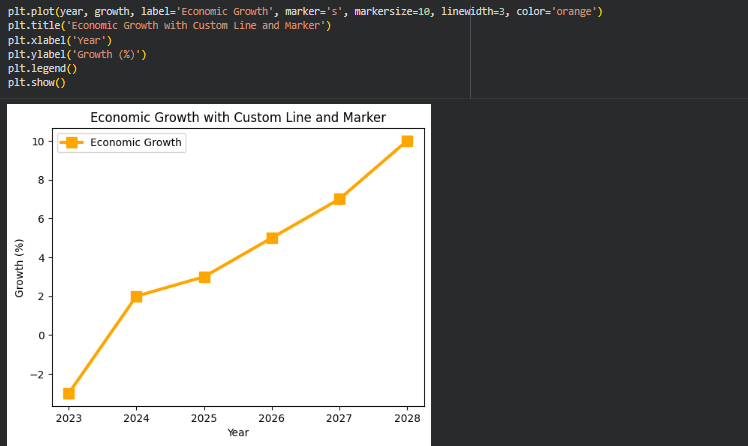 plt.plot(year, growth, label='Economic Growth', marker='s', markersize=10, linewidth=3, color='orange')
plt.title('Economic Growth with Custom Line and Marker')
plt.xlabel('Year')
plt.ylabel('Growth (%)')
plt.legend()
plt.show()
Economic Growth with Custom Line and Marker
Economic Growth
10
8
6
4
2
0
−2
Growth (%)
2023 2024 2025 2026 2027 2028
Year